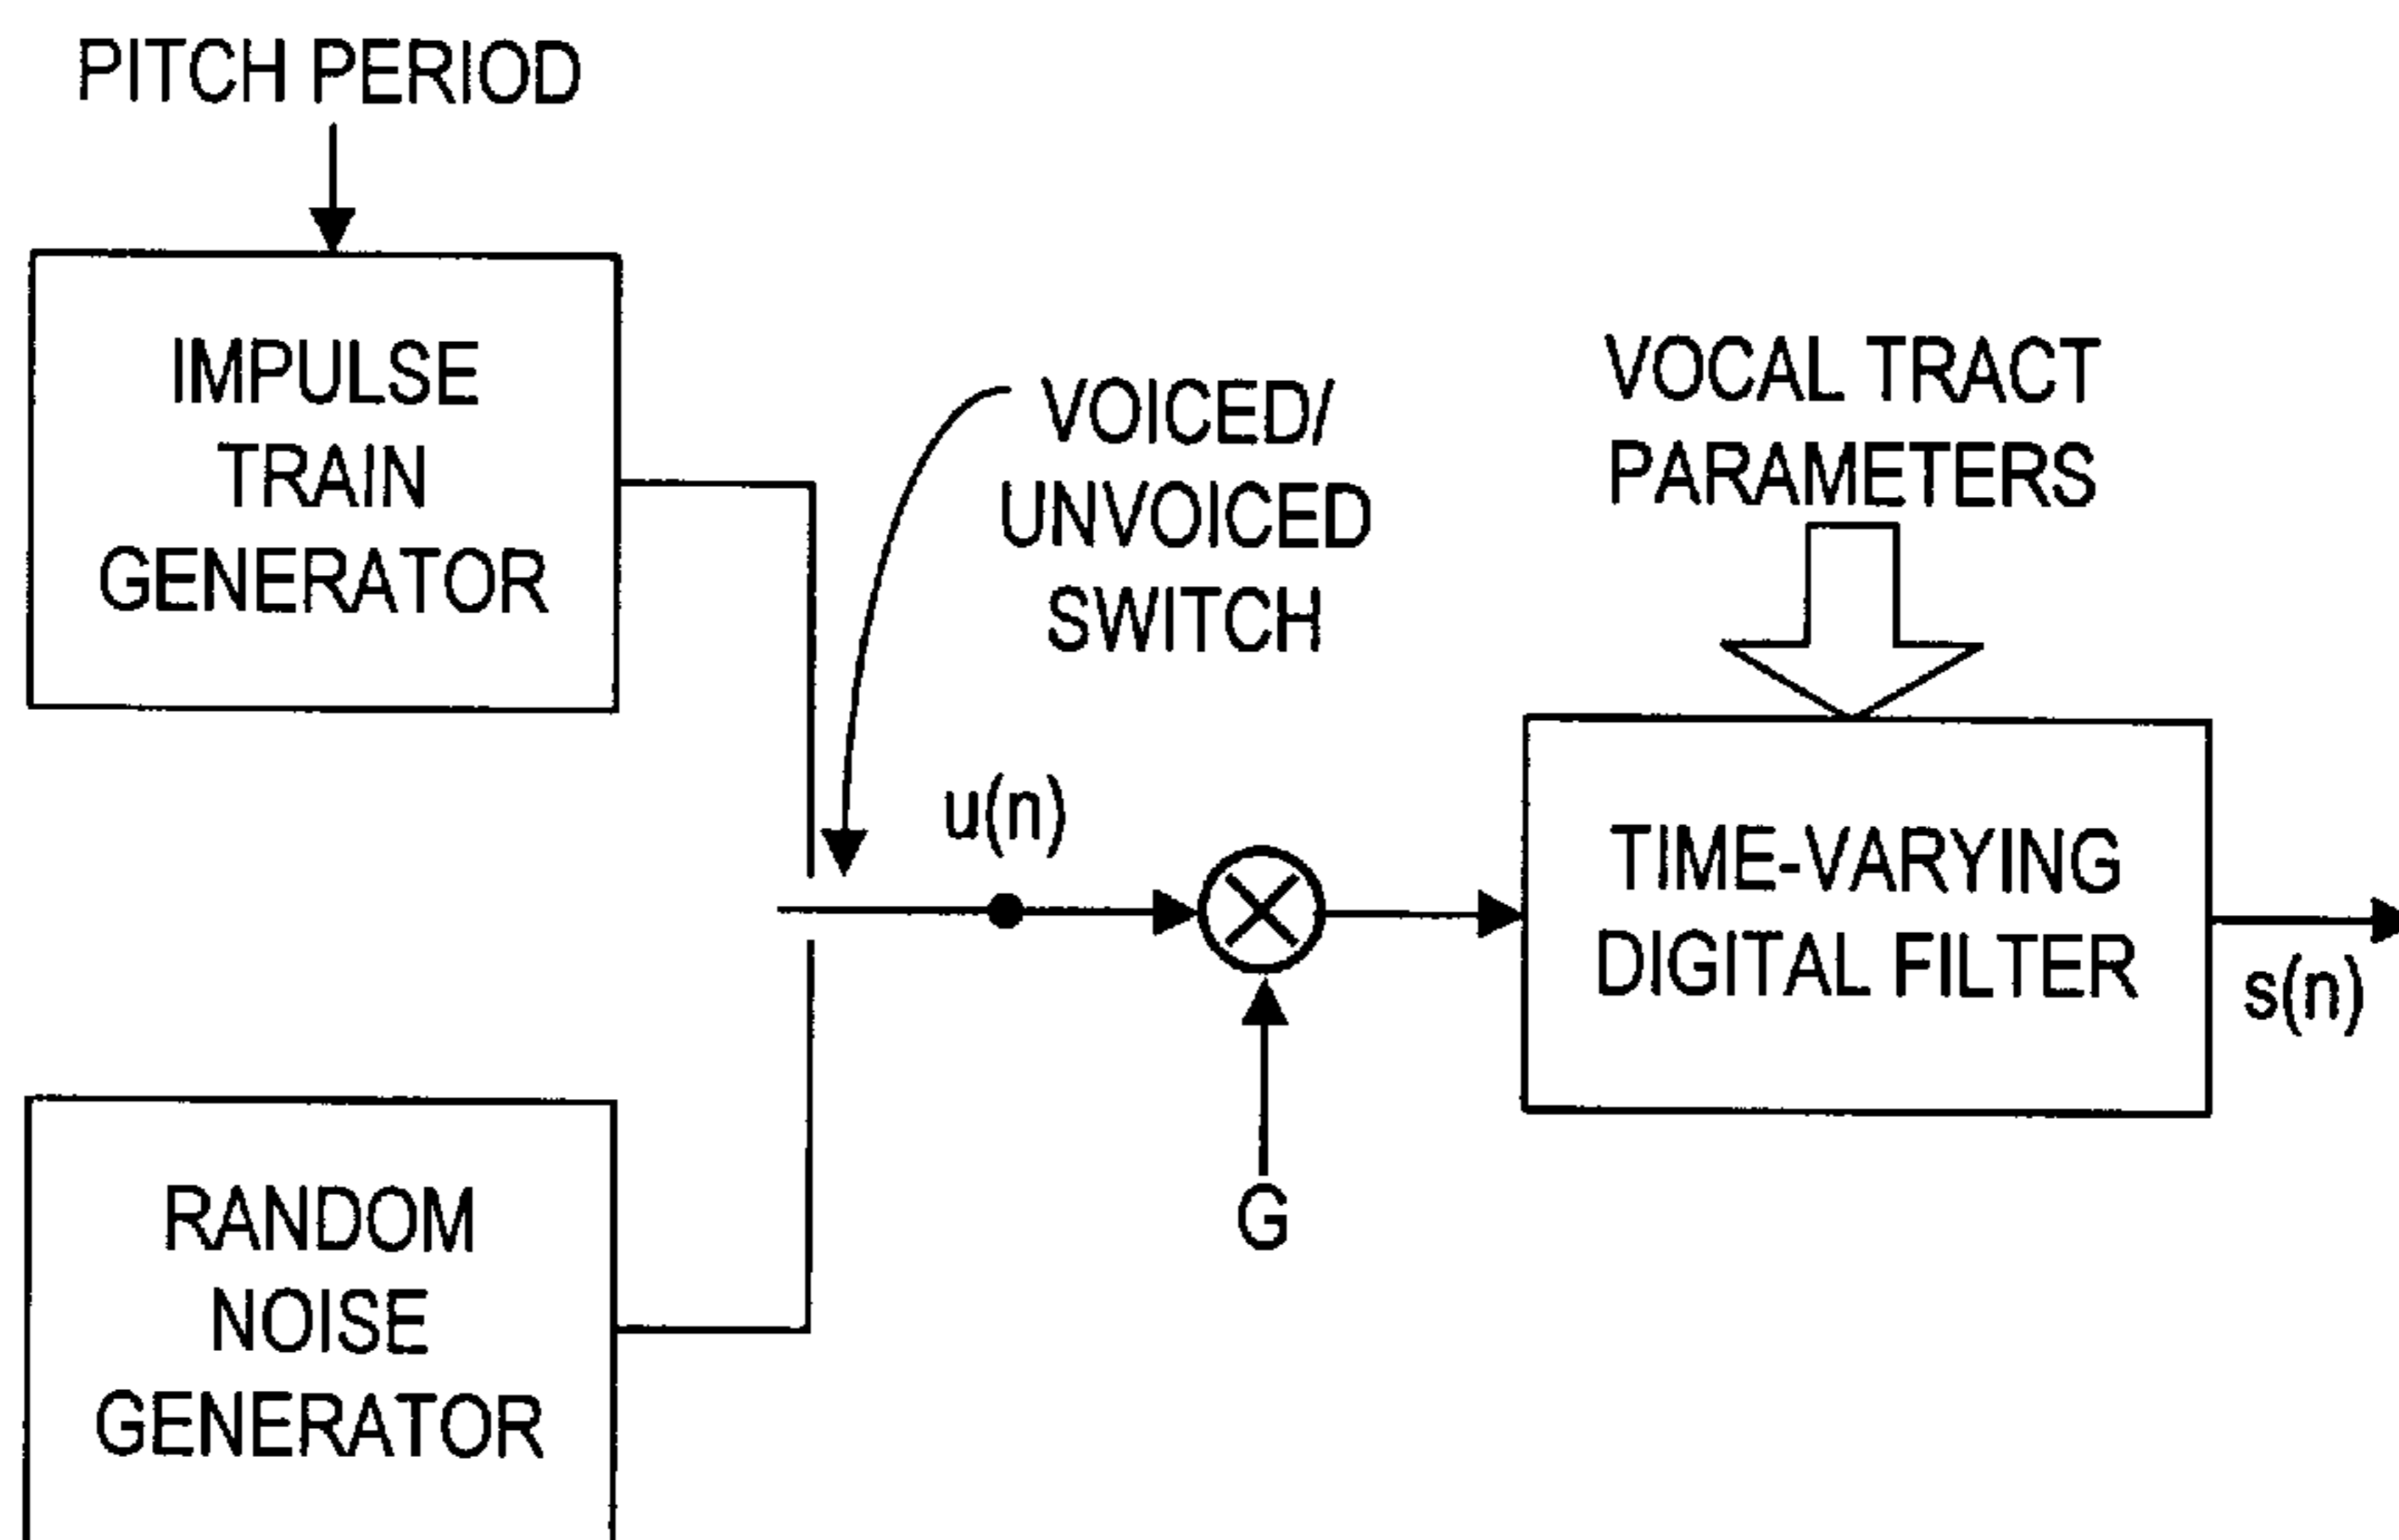 PITCH PERIOD
IMPULSE
TRAIN
GENERATOR
VOICED/
UNVOICED
SWITCH
VOCAL TRACT
PARAMETERS
u(n)
TIME-VARYING
DIGITAL FILTER
s(n)
G
RANDOM
NOISE
GENERATOR